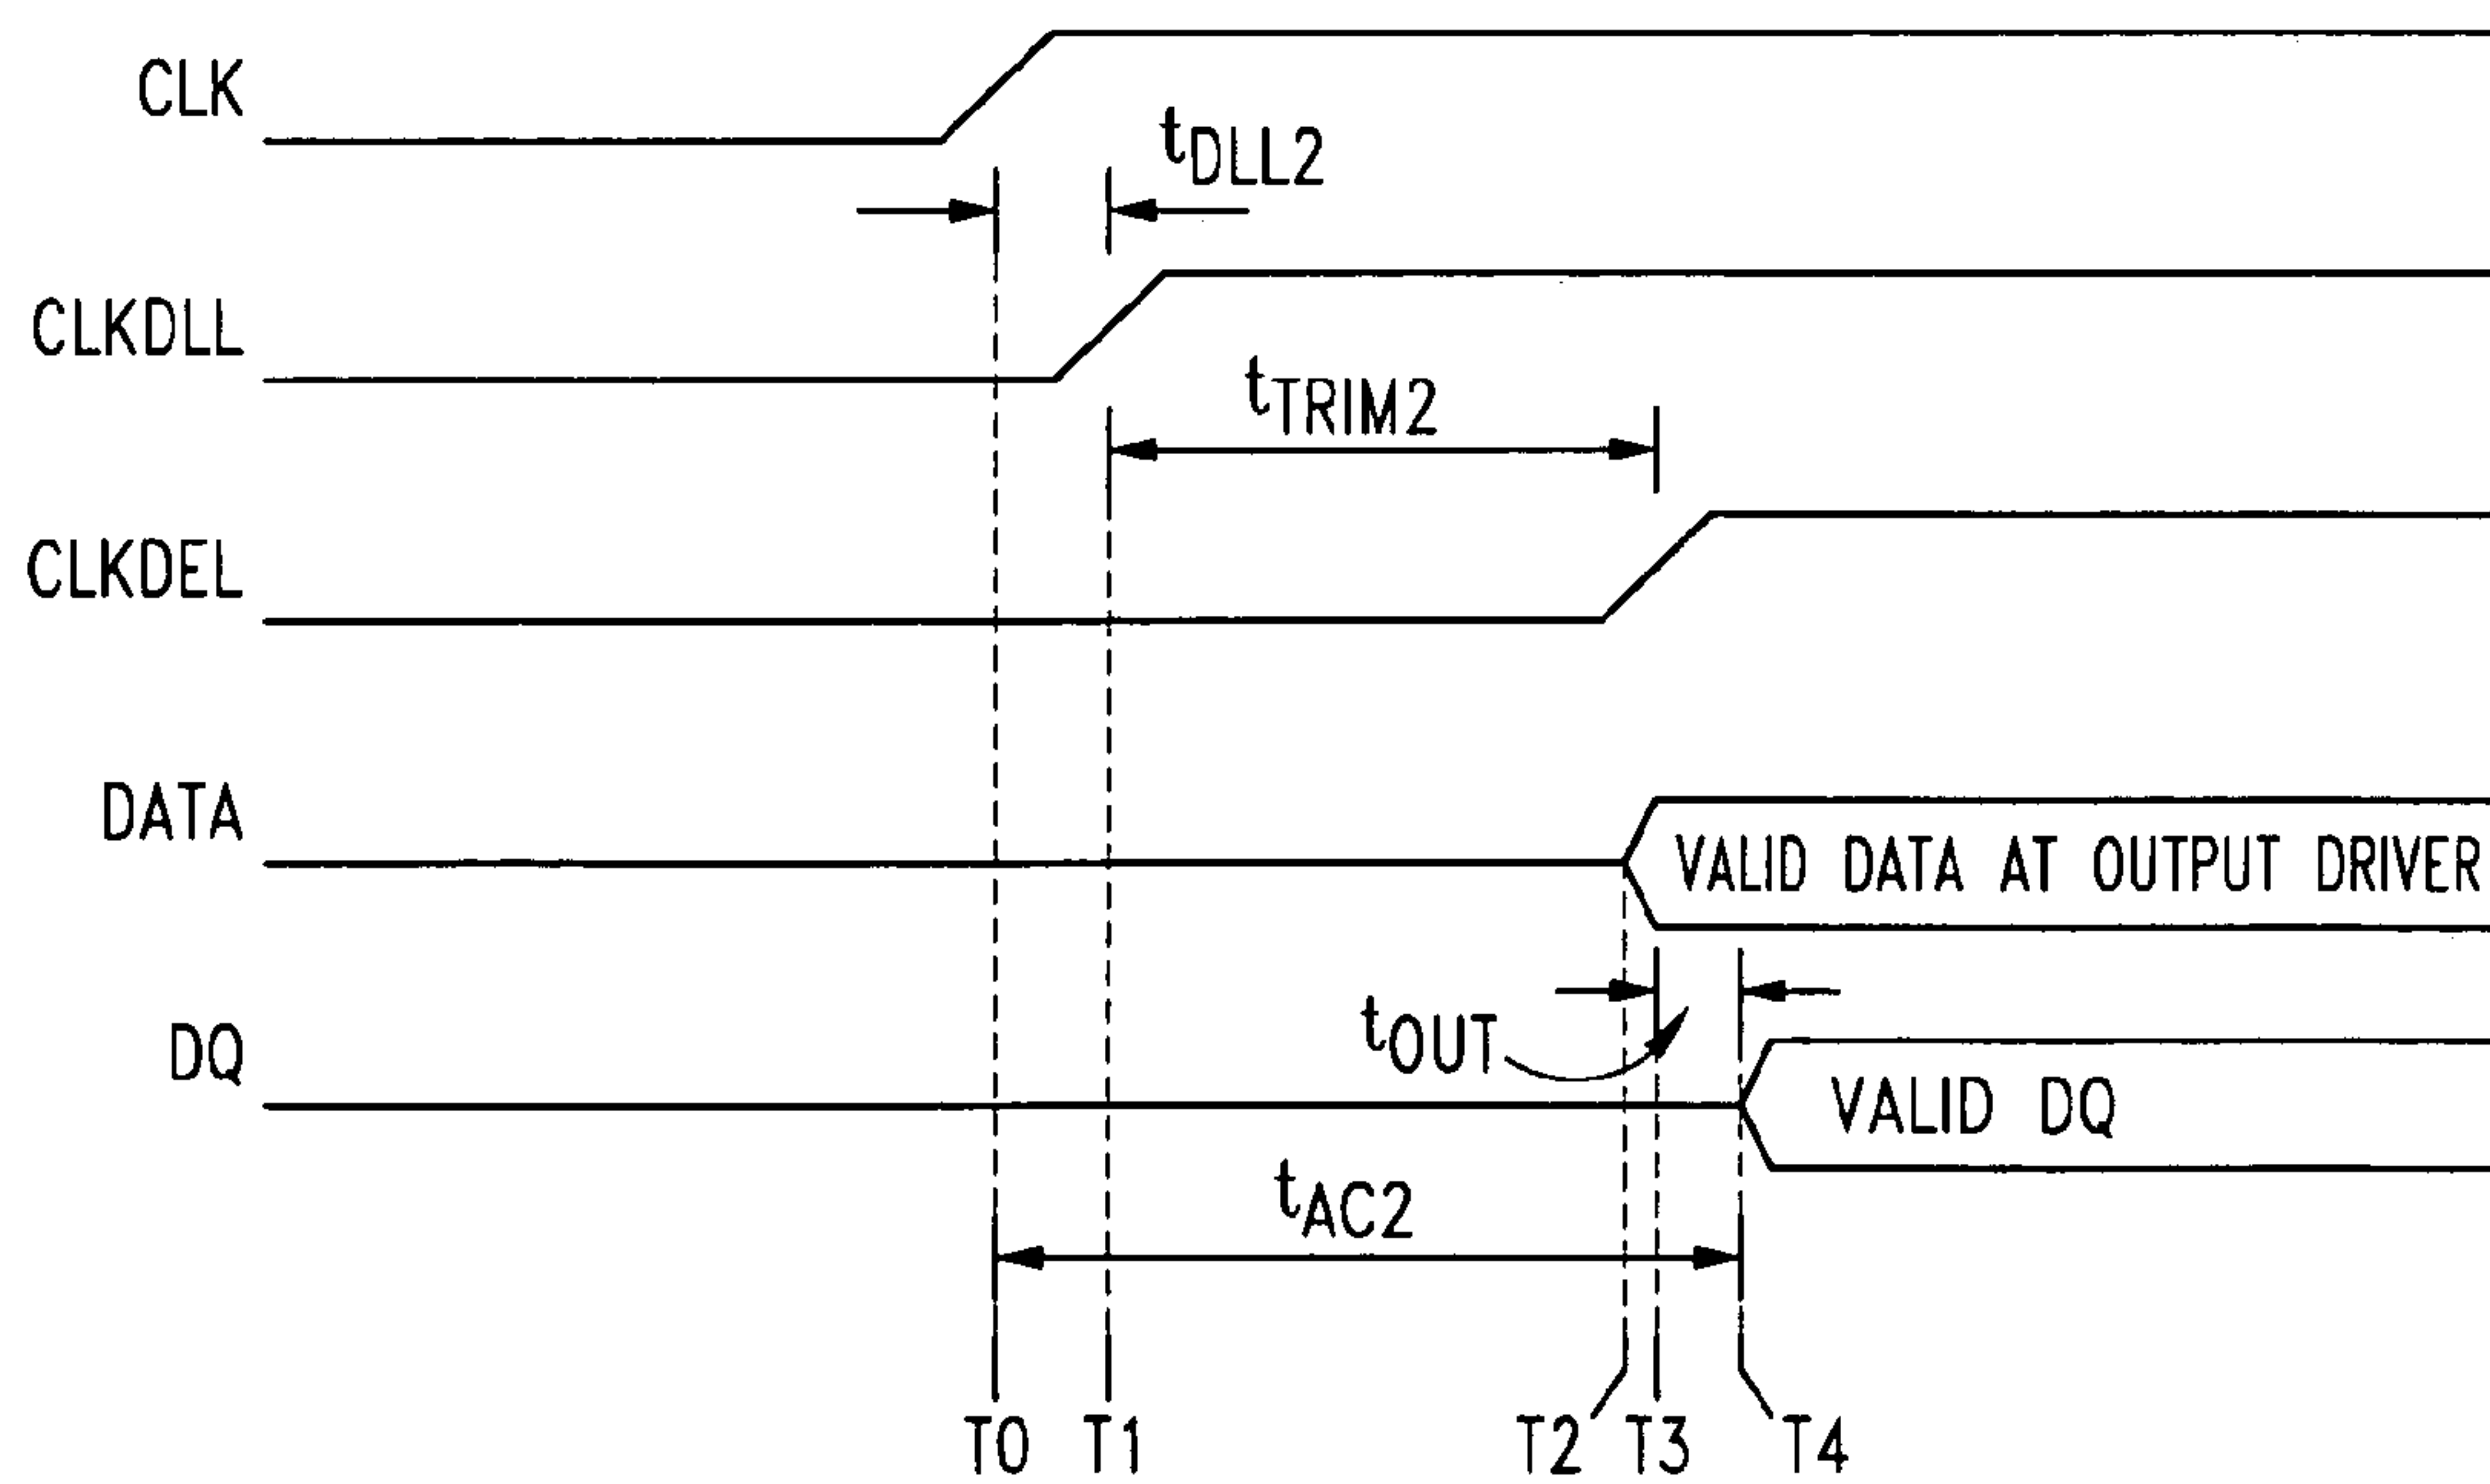 CLK
tDLL2
CLKDLL
tTRIM2
CLKDEL
DATA
VALID DATA AT OUTPUT DRIVER
tOUT
DQ
VALID DQ
tAC2
T0 T1 T2 T3 T4